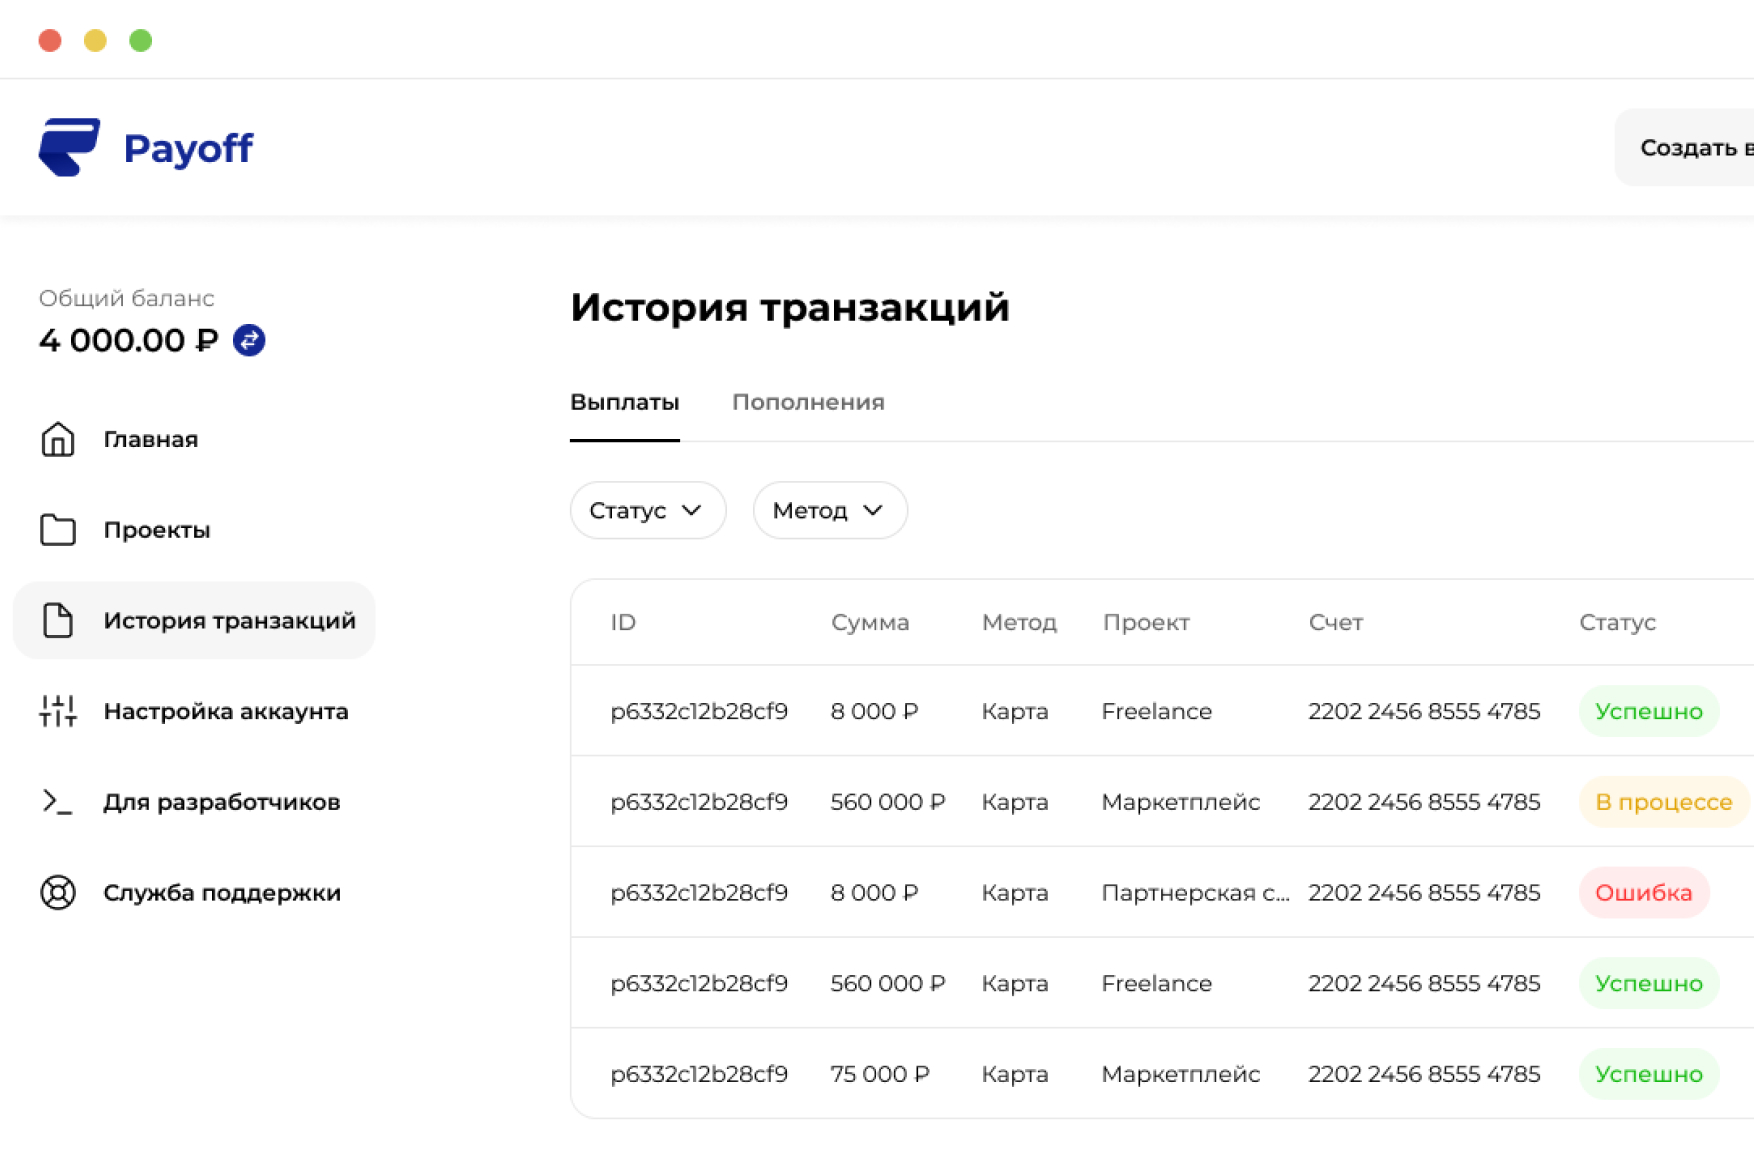 Payoff
Создать в
Общий баланс
4 000.00 ₽
Главная
Проекты
История транзакций
Настройка аккаунта
Для разработчиков
Служба поддержки
История транзакций
Выплаты Пополнения
Статус Метод
ID Сумма Метод Проект Счет Статус
p6332c12b28cf9 8 000 ₽ Карта Freelance 2202 2456 8555 4785 Успешно
p6332c12b28cf9 560 000 ₽ Карта Маркетплейс 2202 2456 8555 4785 В процессе
p6332c12b28cf9 8 000 ₽ Карта Партнерская с... 2202 2456 8555 4785 Ошибка
p6332c12b28cf9 560 000 ₽ Карта Freelance 2202 2456 8555 4785 Успешно
p6332c12b28cf9 75 000 ₽ Карта Маркетплейс 2202 2456 8555 4785 Успешно